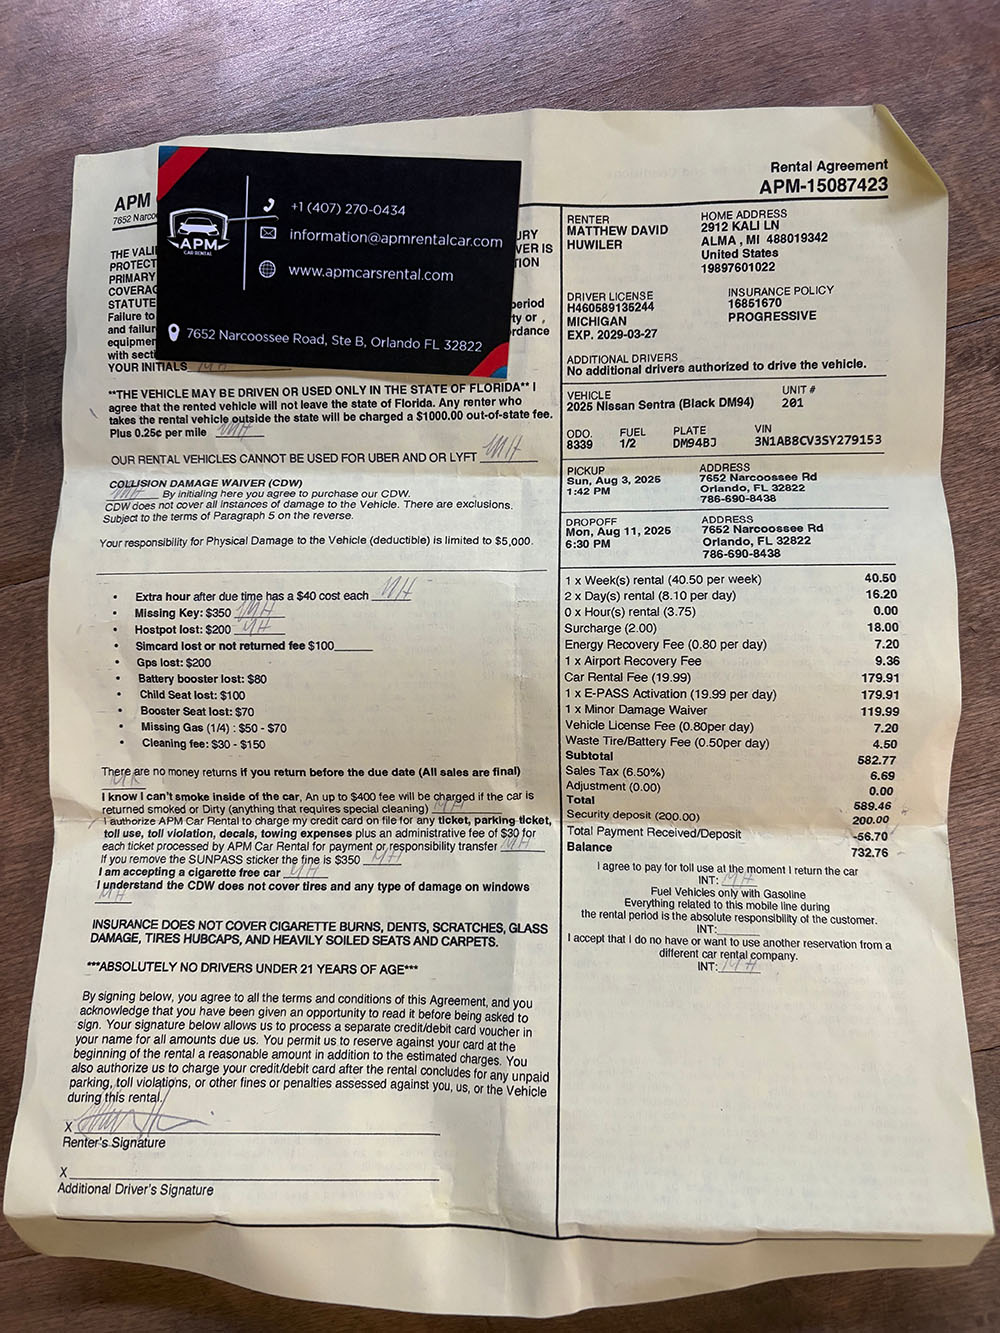 Rental Agreement
APM-15087423
APM
7652 Narcoo
+1 (407) 270-0434
information@apmrentalcar.com
www.apmcarsrental.com
7652 Narcoossee Road, Ste B, Orlando FL 32822
APM
CAR RENTAL
THE VALI
PROTECT
PRIMARY
COVERAG
STATUTE
Failure to
and failur
equipmen
with secti
YOUR INITIALS MH
URY
VER IS
TION
period
ty or ,
ordance
**THE VEHICLE MAY BE DRIVEN OR USED ONLY IN THE STATE OF FLORIDA** I
agree that the rented vehicle will not leave the state of Florida. Any renter who
takes the rental vehicle outside the state will be charged a $1000.00 out-of-state fee.
Plus 0.25¢ per mile MH
OUR RENTAL VEHICLES CANNOT BE USED FOR UBER AND OR LYFT MH
COLLISION DAMAGE WAIVER (CDW)
MH By initialing here you agree to purchase our CDW.
CDW does not cover all instances of damage to the Vehicle. There are exclusions.
Subject to the terms of Paragraph 5 on the reverse.
Your responsibility for Physical Damage to the Vehicle (deductible) is limited to $5,000.
• Extra hour after due time has a $40 cost each MH
• Missing Key: $350 MH
• Hostpot lost: $200 MH
• Simcard lost or not returned fee $100
• Gps lost: $200
• Battery booster lost: $80
• Child Seat lost: $100
• Booster Seat lost: $70
• Missing Gas (1/4) : $50 - $70
• Cleaning fee: $30 - $150
There are no money returns if you return before the due date (All sales are final)
MH
I know I can't smoke inside of the car, An up to $400 fee will be charged if the car is
returned smoked or Dirty (anything that requires special cleaning) MH
I authorize APM Car Rental to charge my credit card on file for any ticket, parking ticket,
toll use, toll violation, decals, towing expenses plus an administrative fee of $30 for
each ticket processed by APM Car Rental for payment or responsibility transfer MH
If you remove the SUNPASS sticker the fine is $350 MH
I am accepting a cigarette free car MH
I understand the CDW does not cover tires and any type of damage on windows
MH
INSURANCE DOES NOT COVER CIGARETTE BURNS, DENTS, SCRATCHES, GLASS
DAMAGE, TIRES HUBCAPS, AND HEAVILY SOILED SEATS AND CARPETS.
***ABSOLUTELY NO DRIVERS UNDER 21 YEARS OF AGE***
By signing below, you agree to all the terms and conditions of this Agreement, and you
acknowledge that you have been given an opportunity to read it before being asked to
sign. Your signature below allows us to process a separate credit/debit card voucher in
your name for all amounts due us. You permit us to reserve against your card at the
beginning of the rental a reasonable amount in addition to the estimated charges. You
also authorize us to charge your credit/debit card after the rental concludes for any unpaid
parking, toll violations, or other fines or penalties assessed against you, us, or the Vehicle
during this rental.
X
Renter's Signature
X
Additional Driver's Signature
RENTER
MATTHEW DAVID
HUWILER
HOME ADDRESS
2912 KALI LN
ALMA , MI 488019342
United States
19897601022
DRIVER LICENSE
H460589135244
MICHIGAN
EXP. 2029-03-27
INSURANCE POLICY
16851670
PROGRESSIVE
ADDITIONAL DRIVERS
No additional drivers authorized to drive the vehicle.
VEHICLE
2025 Nissan Sentra (Black DM94)
UNIT #
201
ODO.
8339
FUEL
1/2
PLATE
DM94BJ
VIN
3N1AB8CV3SY279153
PICKUP
Sun, Aug 3, 2025
1:42 PM
ADDRESS
7652 Narcoossee Rd
Orlando, FL 32822
786-690-8438
DROPOFF
Mon, Aug 11, 2025
6:30 PM
ADDRESS
7652 Narcoossee Rd
Orlando, FL 32822
786-690-8438
1 x Week(s) rental (40.50 per week) 40.50
2 x Day(s) rental (8.10 per day) 16.20
0 x Hour(s) rental (3.75) 0.00
Surcharge (2.00) 18.00
Energy Recovery Fee (0.80 per day) 7.20
1 x Airport Recovery Fee 9.36
Car Rental Fee (19.99) 179.91
1 x E-PASS Activation (19.99 per day) 179.91
1 x Minor Damage Waiver 119.99
Vehicle License Fee (0.80per day) 7.20
Waste Tire/Battery Fee (0.50per day) 4.50
Subtotal 582.77
Sales Tax (6.50%) 6.69
Adjustment (0.00) 0.00
Total 589.46
Security deposit (200.00) 200.00
Total Payment Received/Deposit -56.70
Balance 732.76
I agree to pay for toll use at the moment I return the car
INT: MH
Fuel Vehicles only with Gasoline
Everything related to this mobile line during
the rental period is the absolute responsibility of the customer.
INT:
I accept that I do no have or want to use another reservation from a
different car rental company.
INT: MH